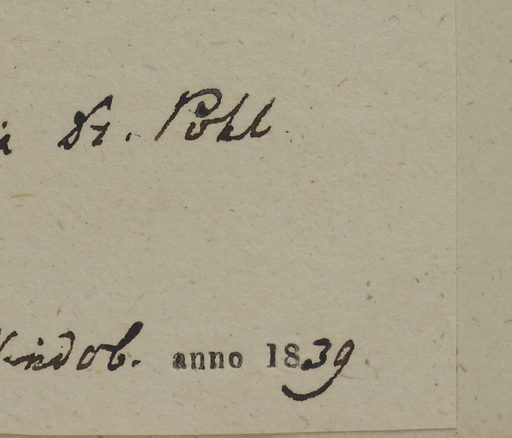 Dr. Pohl
Vindob. anno 1839